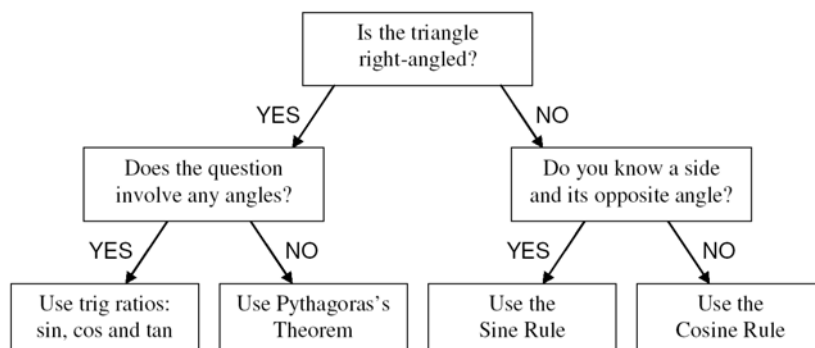 Is the triangle
right-angled?
YES
NO
Does the question
involve any angles?
Do you know a side
and its opposite angle?
YES
NO
YES
NO
Use trig ratios:
sin, cos and tan
Use Pythagoras's
Theorem
Use the
Sine Rule
Use the
Cosine Rule